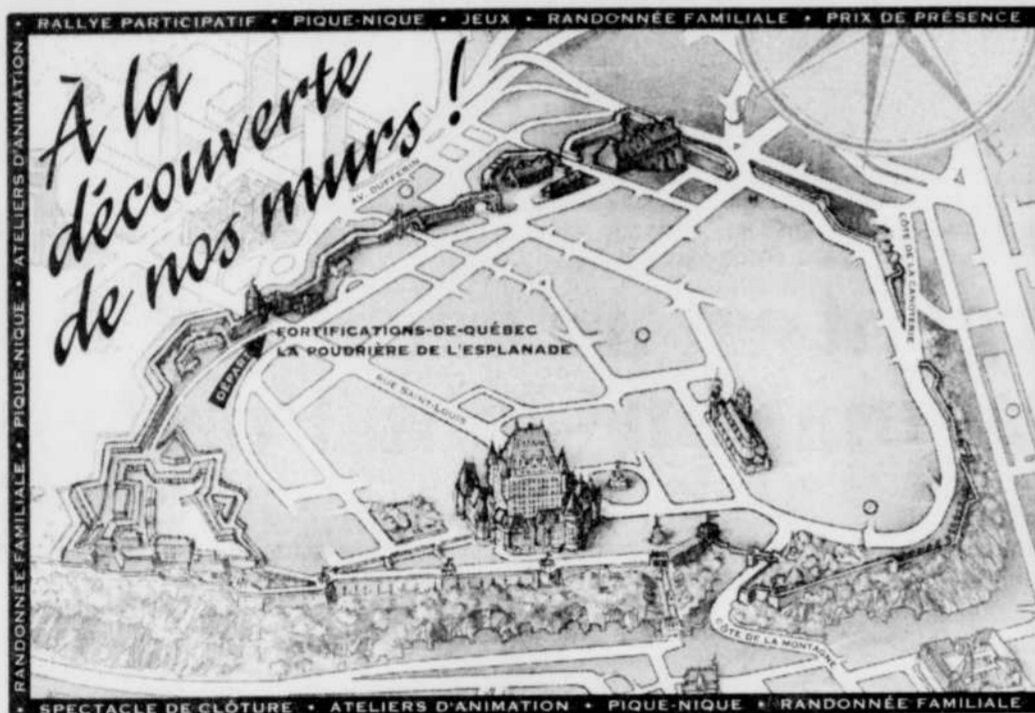 RALLYE PARTICIPATIF • PIQUE-NIQUE • JEUX • RANDONNÉE FAMILIALE • PRIX DE PRÉSENCE
RANDONNÉE FAMILIALE • PIQUE-NIQUE • ATELIERS D'ANIMATION
À la
découverte
de nos murs !
AV. DUFFERIN
CÔTE DE LA CANOTERIE
FORTIFICATIONS-DE-QUÉBEC
LA POUDRIÈRE DE L'ESPLANADE
DÉPART
RUE SAINT-LOUIS
CÔTE DE LA MONTAGNE
• SPECTACLE DE CLÔTURE • ATELIERS D'ANIMATION • PIQUE-NIQUE • RANDONNÉE FAMILIALE